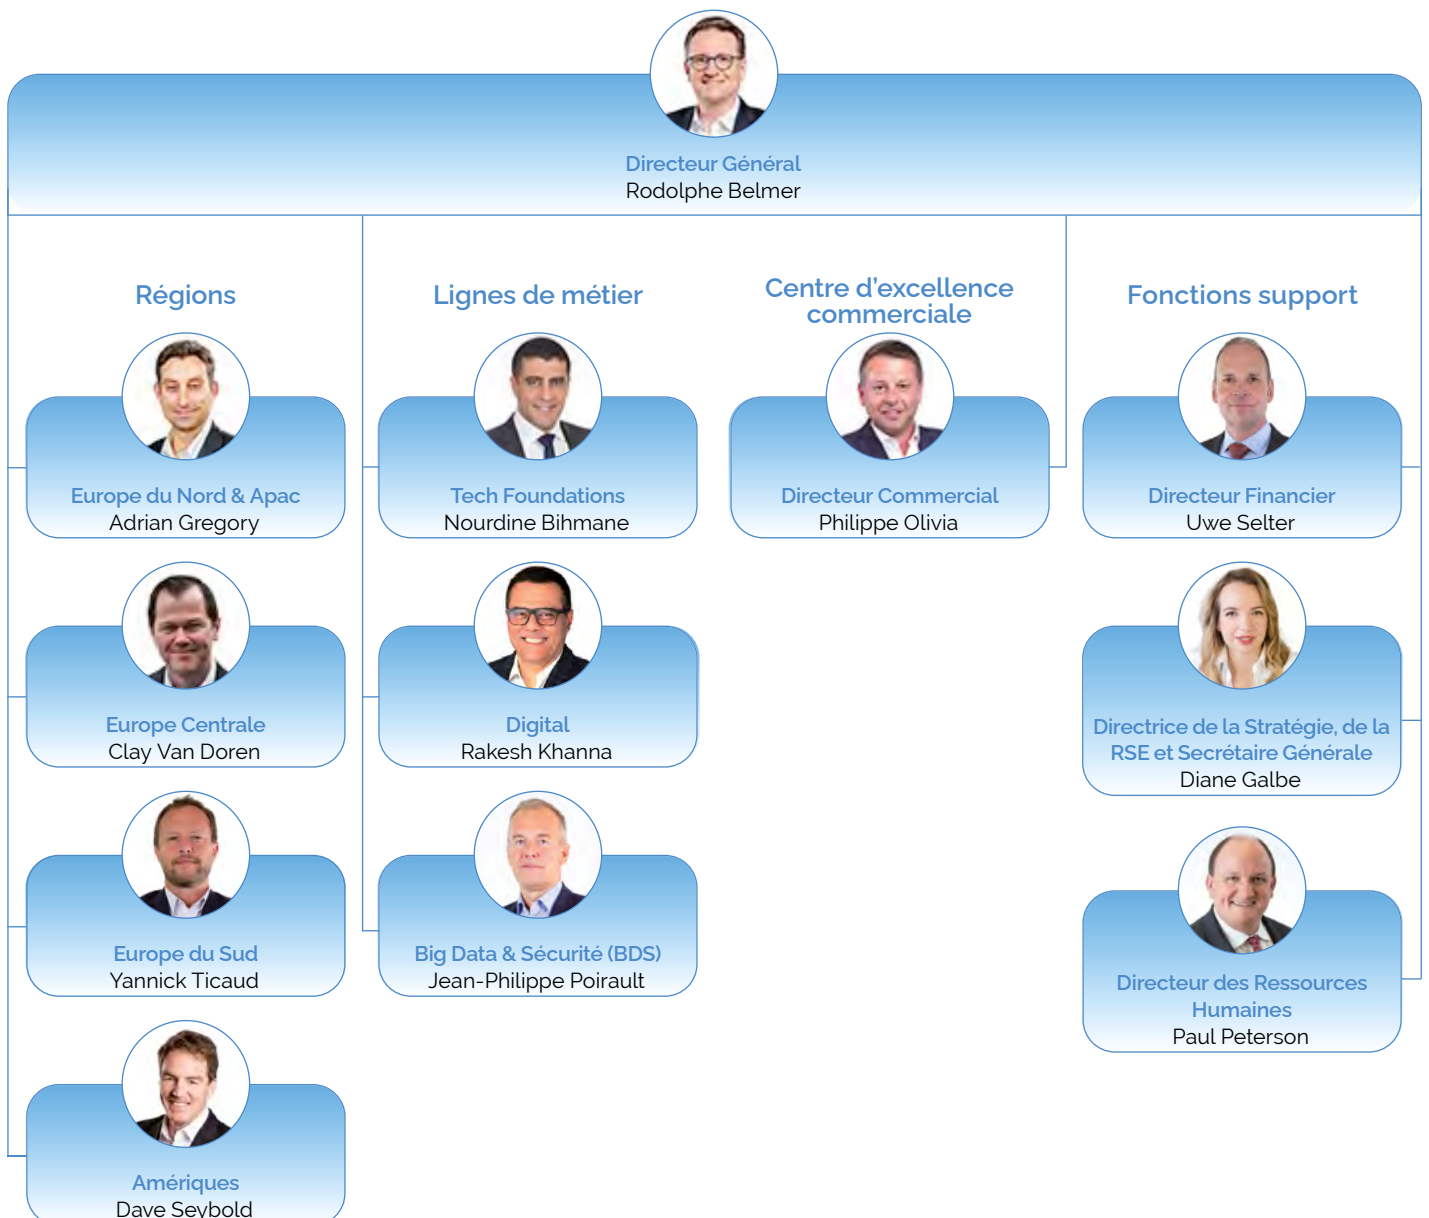 Directeur Général
Rodolphe Belmer
Régions
Europe du Nord & Apac
Adrian Gregory
Europe Centrale
Clay Van Doren
Europe du Sud
Yannick Ticaud
Amériques
Dave Seybold
Lignes de métier
Tech Foundations
Nourdine Bihmane
Digital
Rakesh Khanna
Big Data & Sécurité (BDS)
Jean-Philippe Poirault
Centre d'excellence
commerciale
Directeur Commercial
Philippe Olivia
Fonctions support
Directeur Financier
Uwe Selter
Directrice de la Stratégie, de la
RSE et Secrétaire Générale
Diane Galbe
Directeur des Ressources
Humaines
Paul Peterson